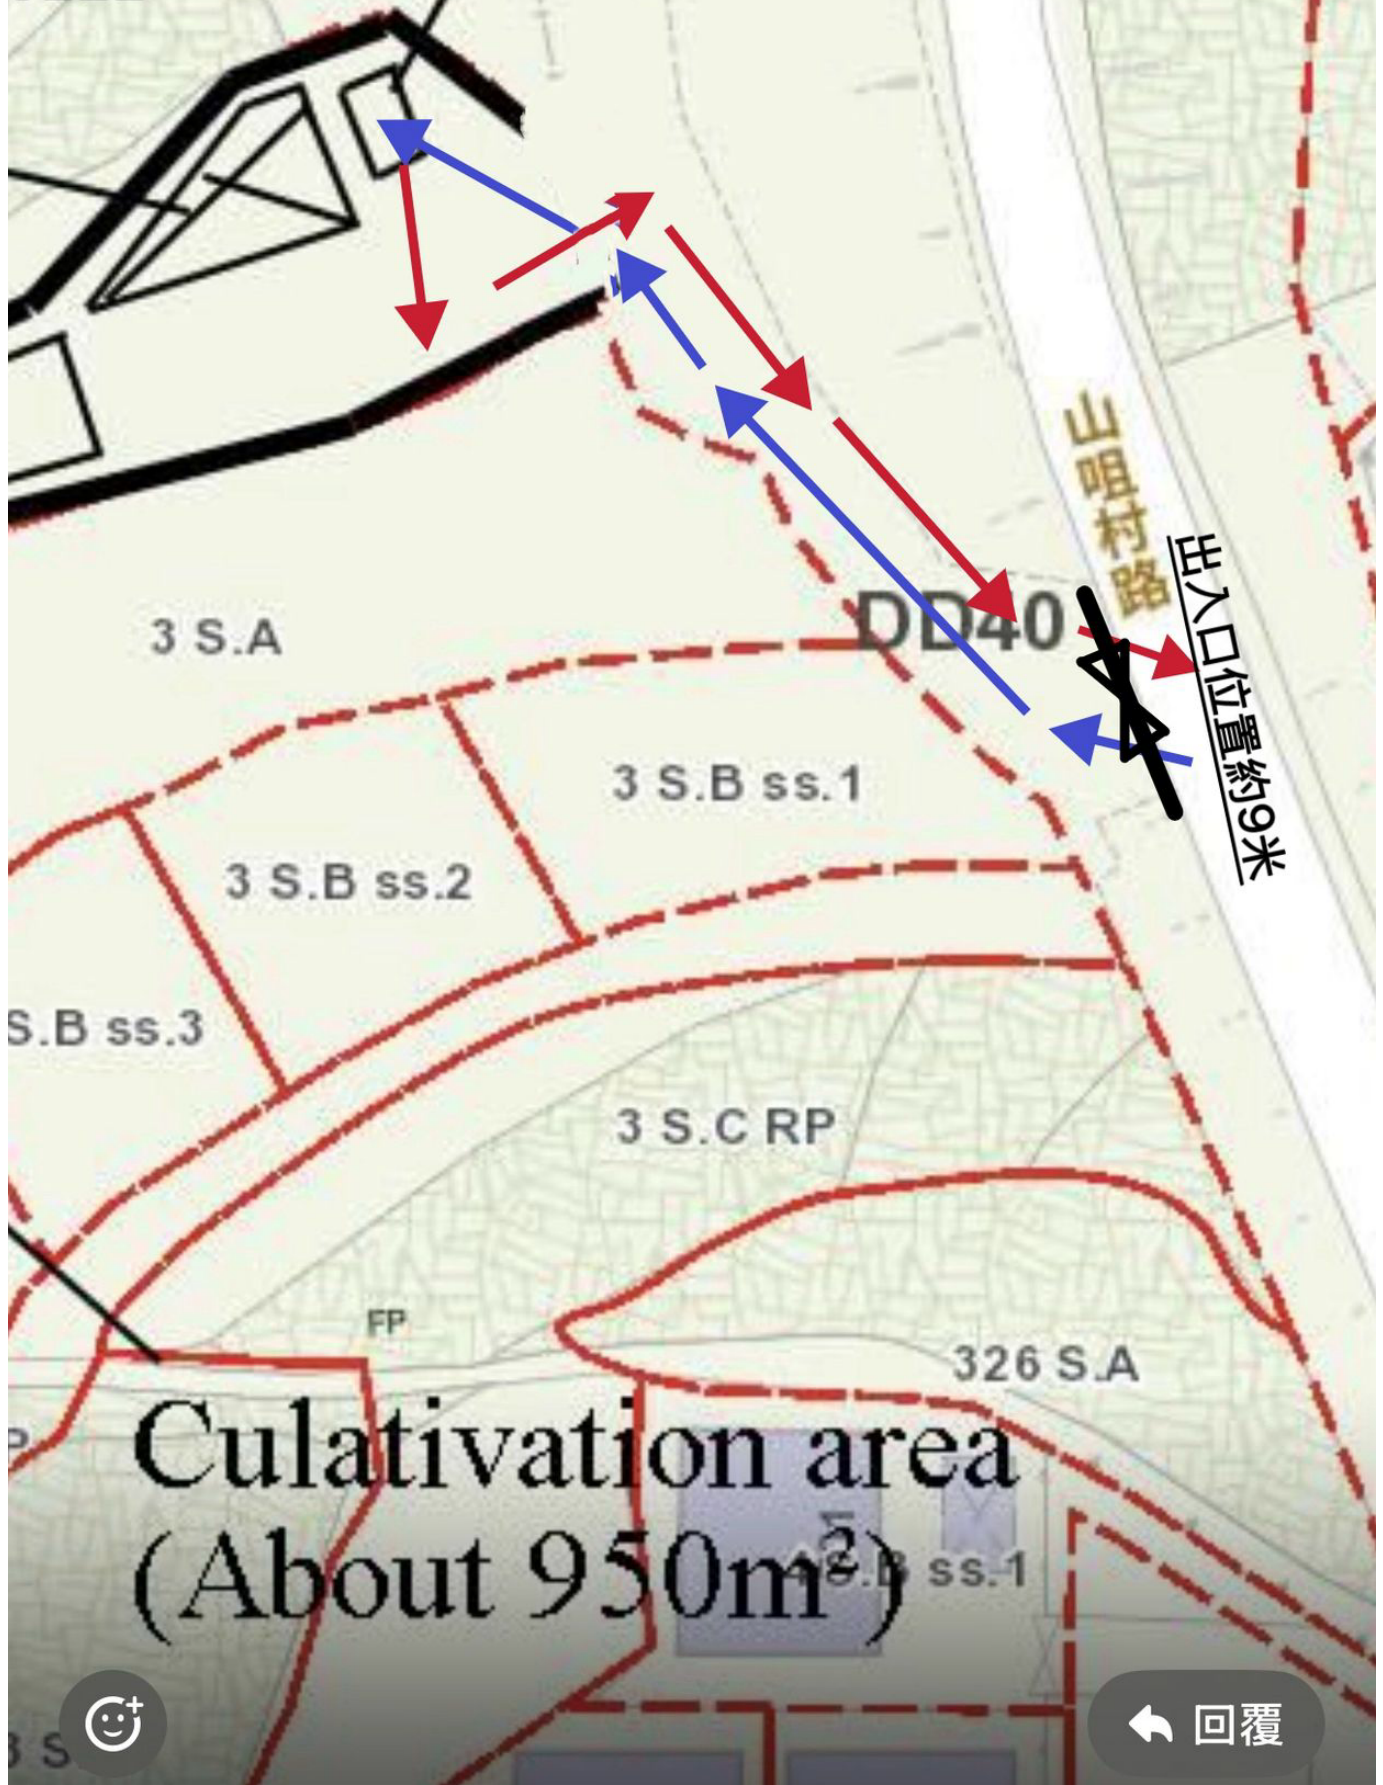 山咀村路
出入口位置約9米
DD40
3 S.A
3 S.B ss.1
3 S.B ss.2
S.B ss.3
3 S.C RP
FP
326 S.A
Culativation area
(About 950m²)
S.B ss.1
3 S
回覆